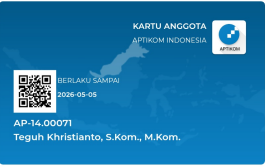 KARTU ANGGOTA
APTIKOM INDONESIA
APTIKOM
BERLAKU SAMPAI
2026-05-05
AP-14.00071
Teguh Khristianto, S.Kom., M.Kom.